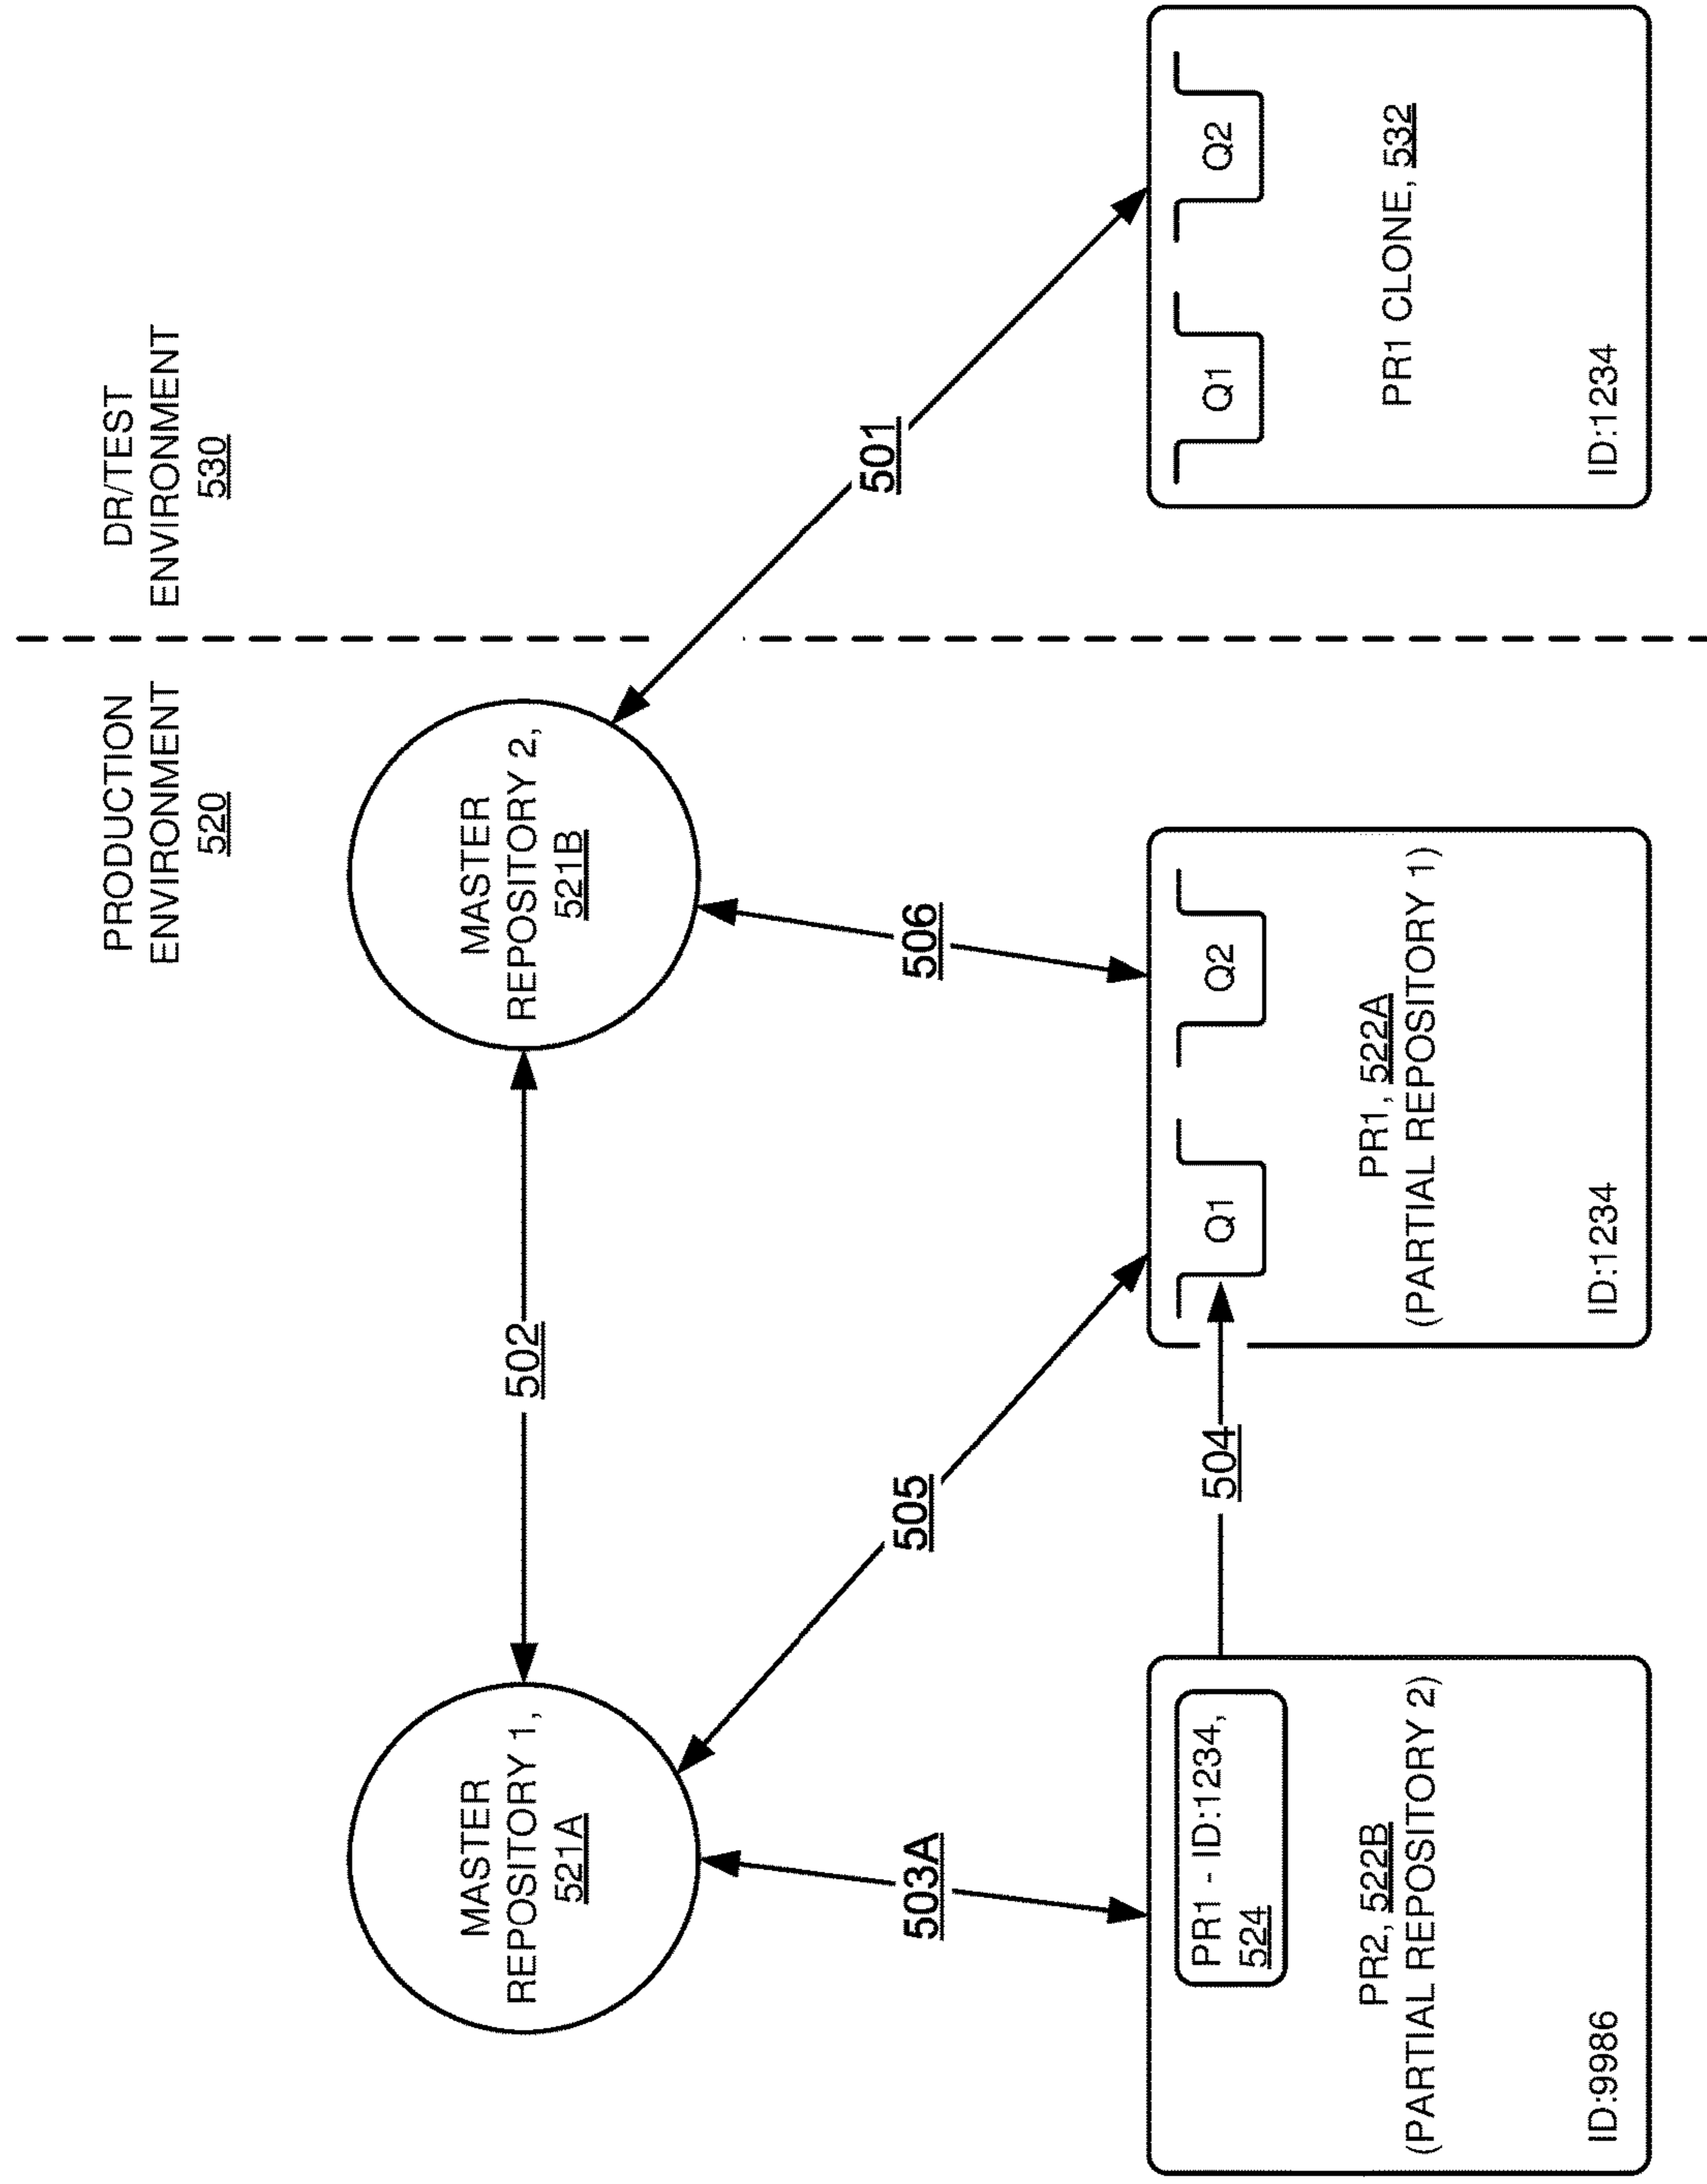 PRODUCTION
ENVIRONMENT
520
DR/TEST
ENVIRONMENT
530
MASTER
REPOSITORY 1,
521A
502
MASTER
REPOSITORY 2,
521B
501
503A
505
506
PR1 - ID:1234,
524
PR2, 522B
(PARTIAL REPOSITORY 2)
ID:9986
504
Q1
Q2
PR1, 522A
(PARTIAL REPOSITORY 1)
ID:1234
Q1
Q2
PR1 CLONE, 532
ID:1234